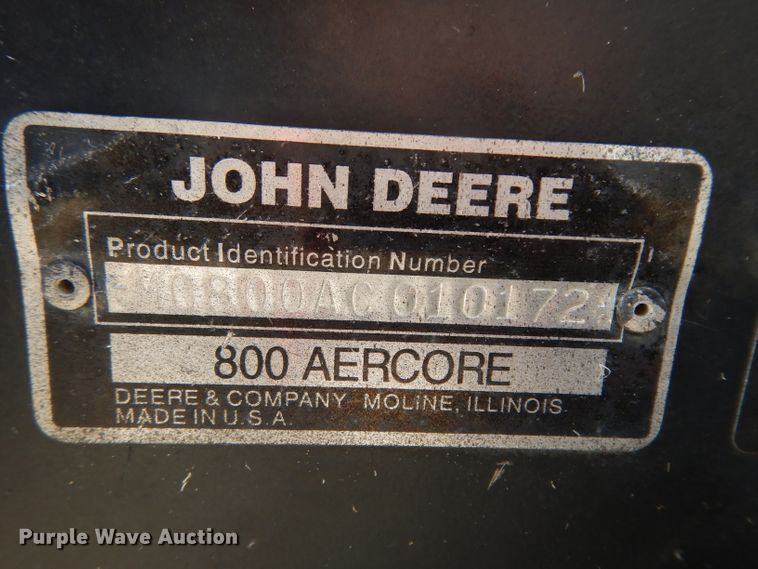 JOHN DEERE
Product Identification Number
M0800AC010172
800 AERCORE
DEERE & COMPANY MOLINE, ILLINOIS
MADE IN U.S.A.
Purple Wave Auction